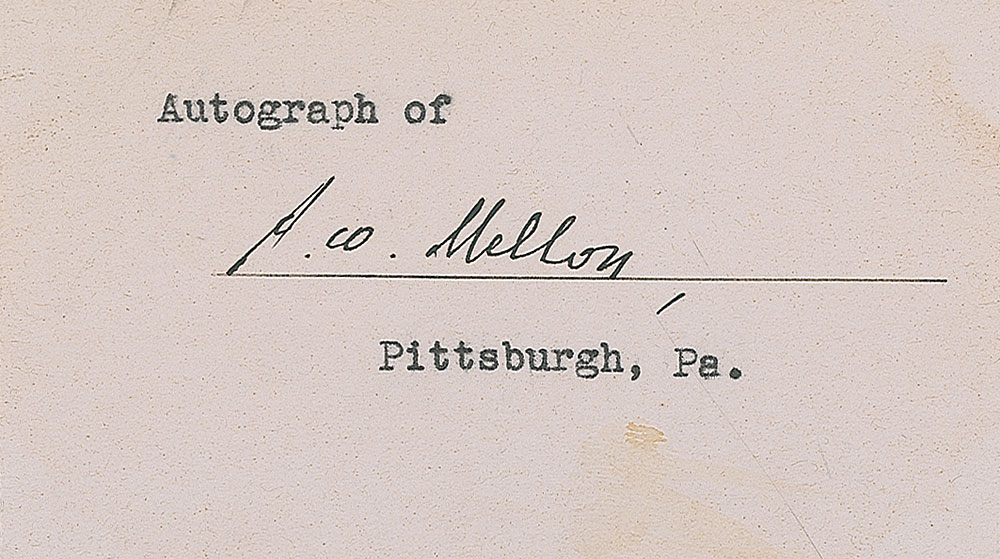 Autograph of
A. W. Mellon
Pittsburgh, Pa.